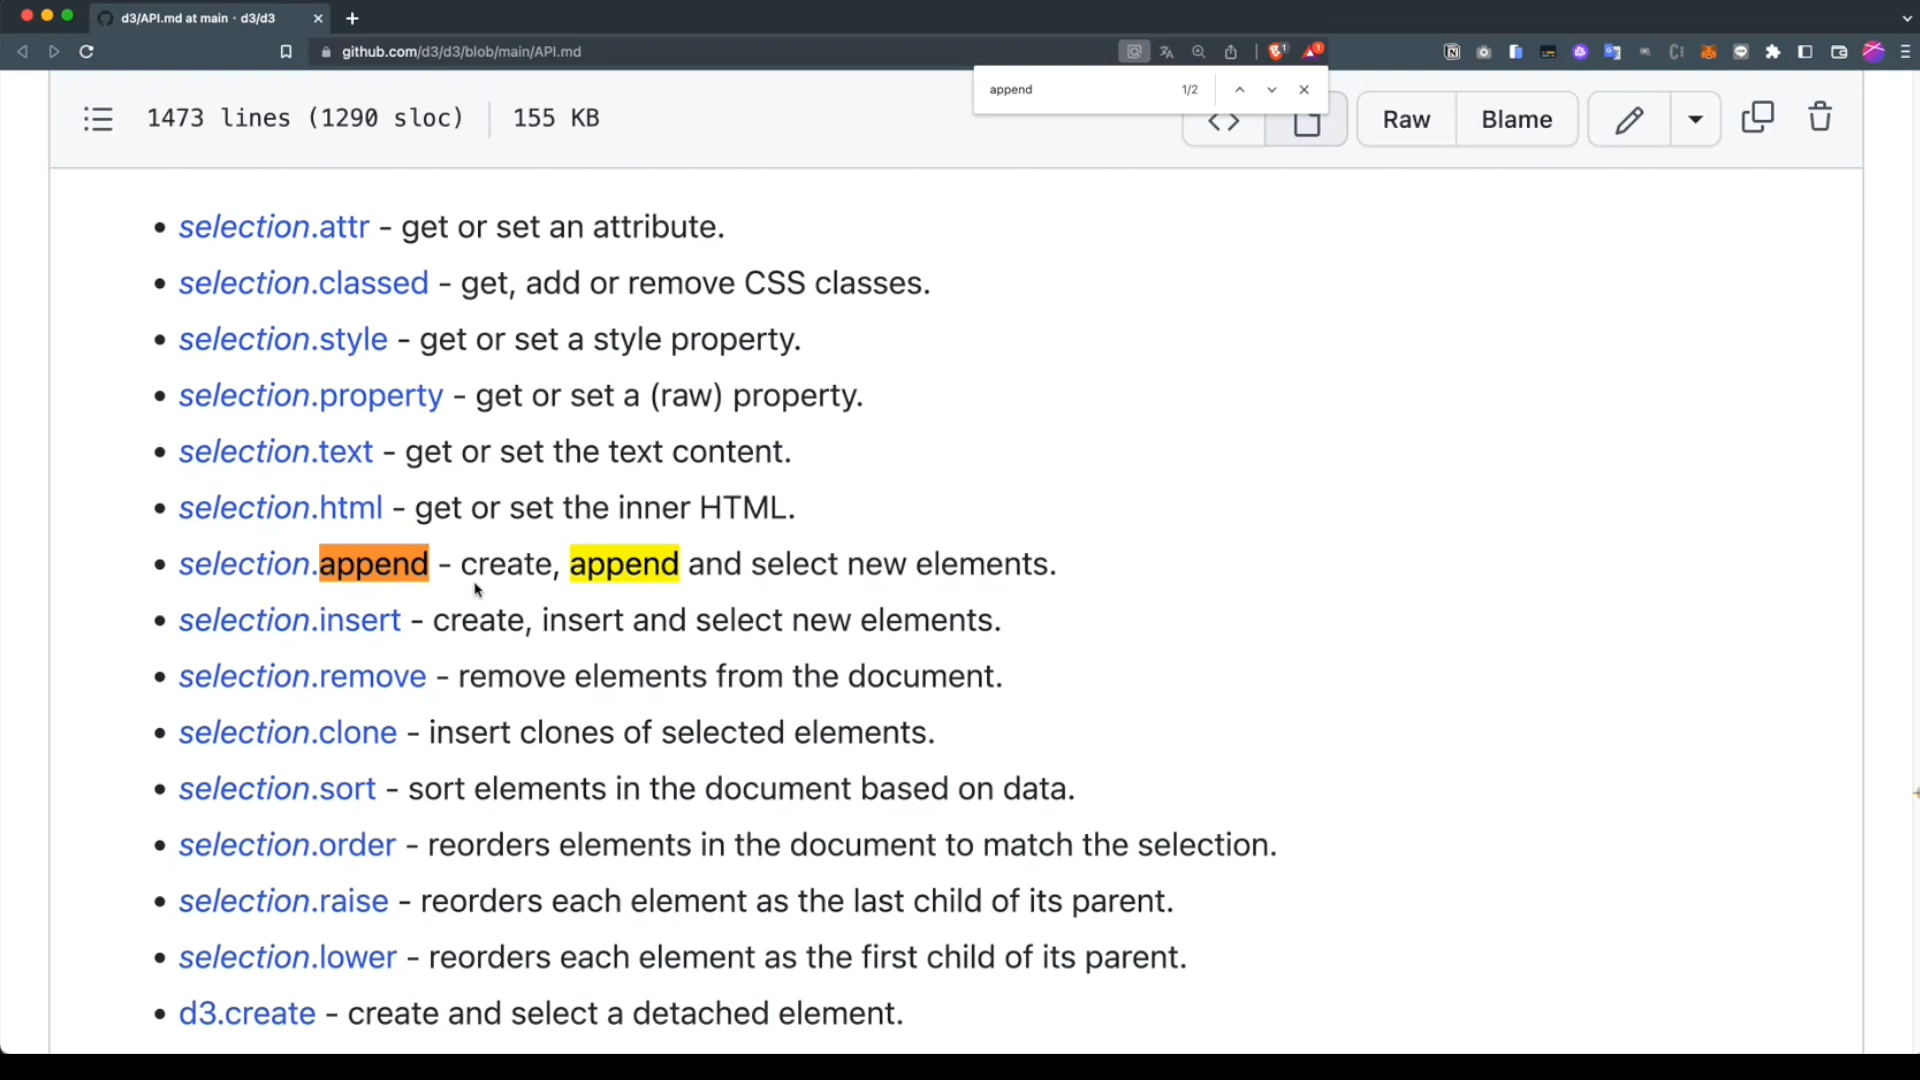 d3/API.md at main · d3/d3
github.com/d3/d3/blob/main/API.md
append 1/2
1473 lines (1290 sloc) 155 KB
Raw Blame
• selection.attr - get or set an attribute.
• selection.classed - get, add or remove CSS classes.
• selection.style - get or set a style property.
• selection.property - get or set a (raw) property.
• selection.text - get or set the text content.
• selection.html - get or set the inner HTML.
• selection.append - create, append and select new elements.
• selection.insert - create, insert and select new elements.
• selection.remove - remove elements from the document.
• selection.clone - insert clones of selected elements.
• selection.sort - sort elements in the document based on data.
• selection.order - reorders elements in the document to match the selection.
• selection.raise - reorders each element as the last child of its parent.
• selection.lower - reorders each element as the first child of its parent.
• d3.create - create and select a detached element.